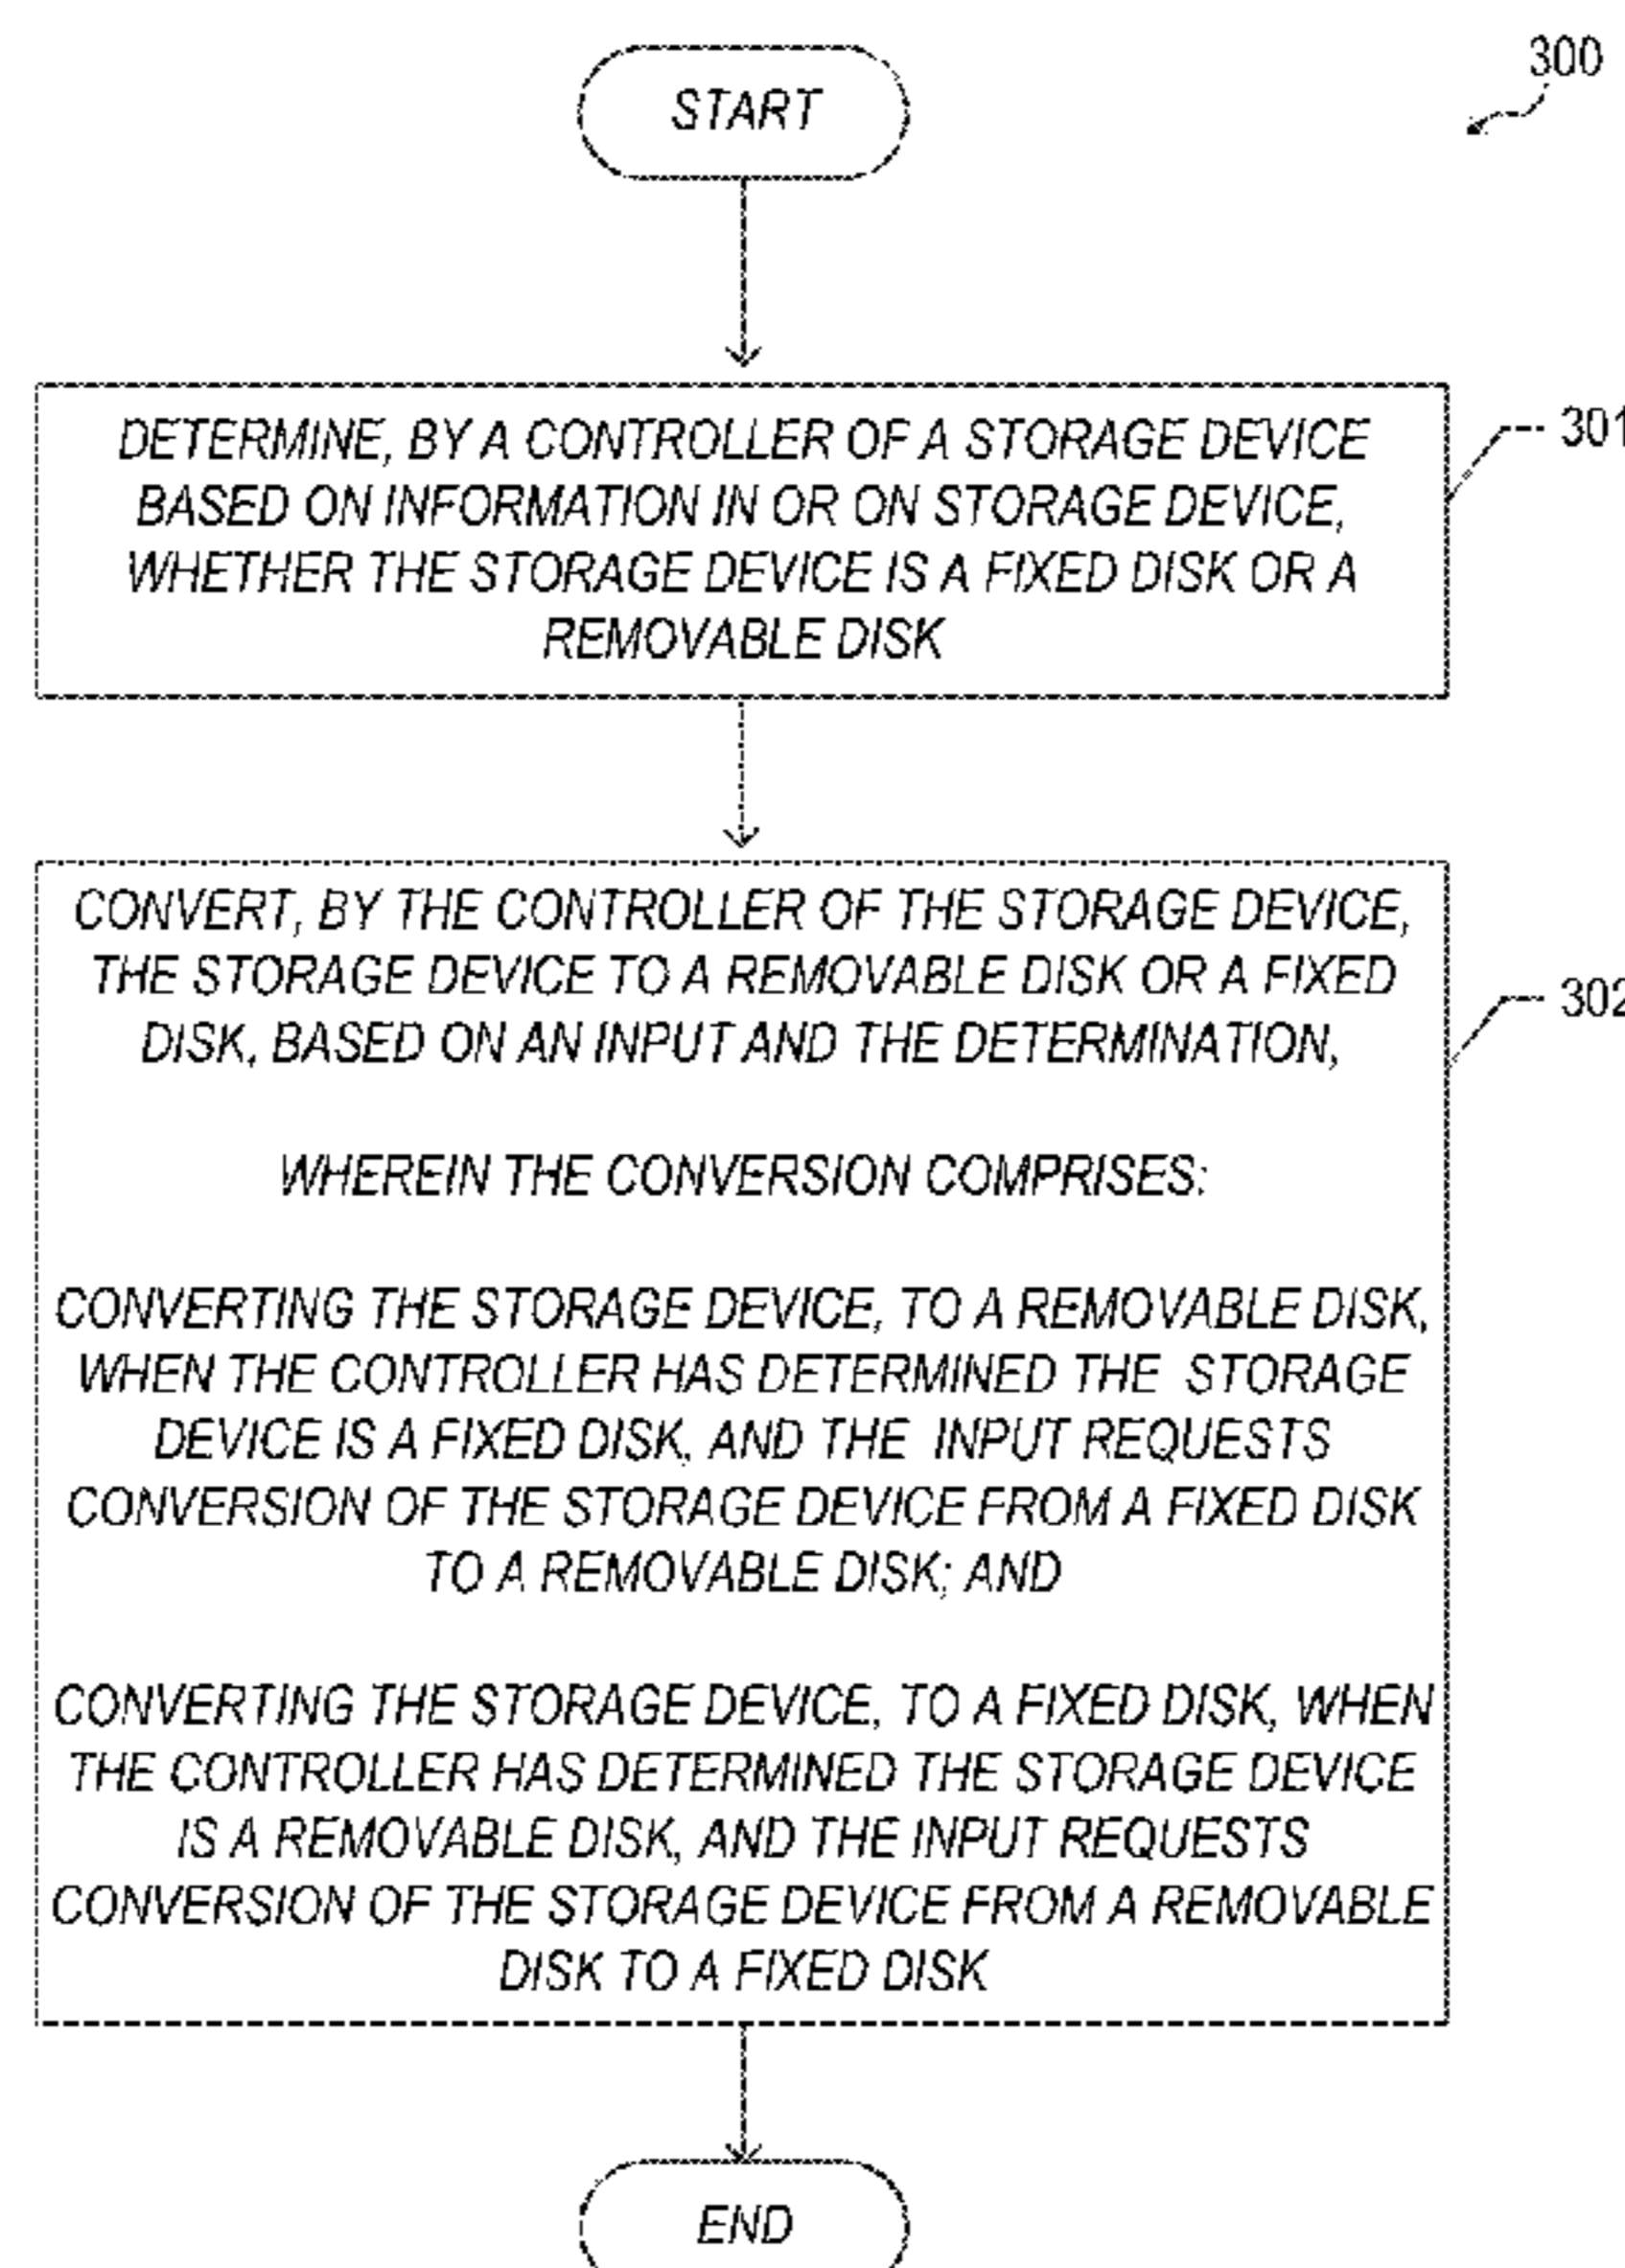 300
START
DETERMINE, BY A CONTROLLER OF A STORAGE DEVICE
BASED ON INFORMATION IN OR ON STORAGE DEVICE,
WHETHER THE STORAGE DEVICE IS A FIXED DISK OR A
REMOVABLE DISK
301
CONVERT, BY THE CONTROLLER OF THE STORAGE DEVICE,
THE STORAGE DEVICE TO A REMOVABLE DISK OR A FIXED
DISK, BASED ON AN INPUT AND THE DETERMINATION,
302
WHEREIN THE CONVERSION COMPRISES:
CONVERTING THE STORAGE DEVICE, TO A REMOVABLE DISK,
WHEN THE CONTROLLER HAS DETERMINED THE STORAGE
DEVICE IS A FIXED DISK, AND THE INPUT REQUESTS
CONVERSION OF THE STORAGE DEVICE FROM A FIXED DISK
TO A REMOVABLE DISK; AND
CONVERTING THE STORAGE DEVICE, TO A FIXED DISK, WHEN
THE CONTROLLER HAS DETERMINED THE STORAGE DEVICE
IS A REMOVABLE DISK, AND THE INPUT REQUESTS
CONVERSION OF THE STORAGE DEVICE FROM A REMOVABLE
DISK TO A FIXED DISK
END